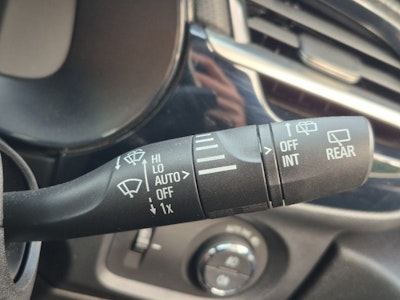 HI
LO
AUTO
OFF
1x
OFF
INT
REAR